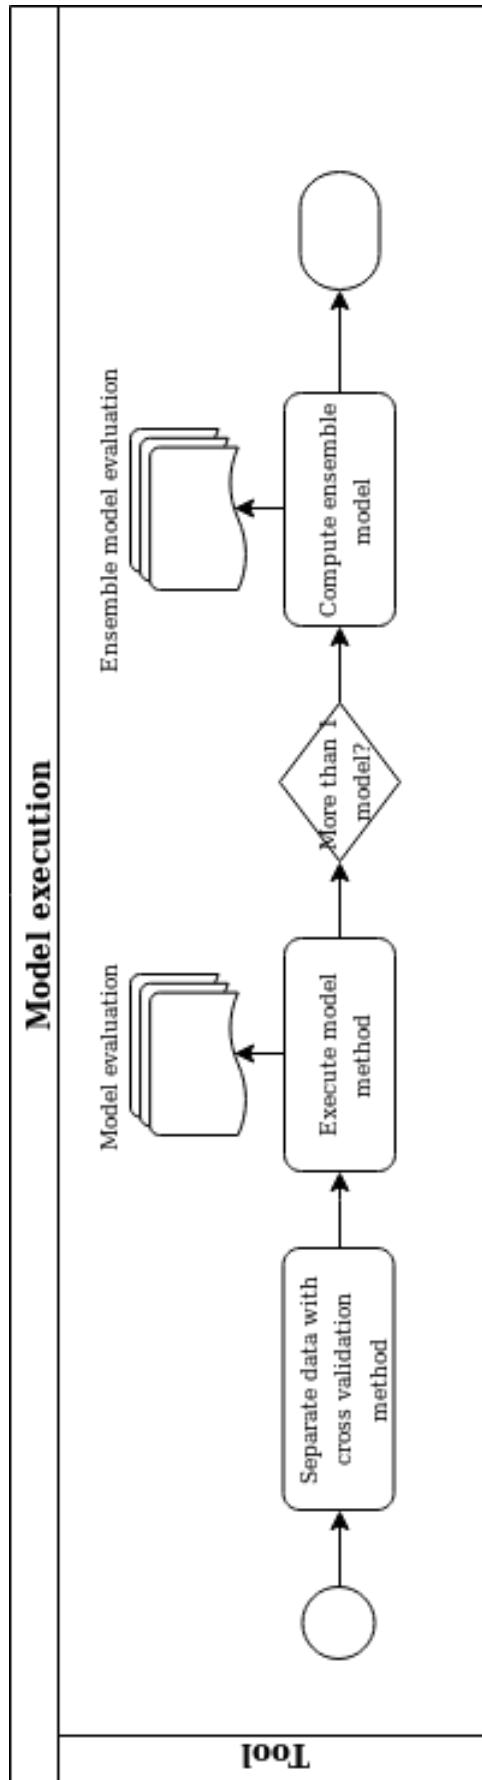 Model execution
Tool
Separate data with
cross validation
method
Execute model
method
Model evaluation
More than 1
model?
Compute ensemble
model
Ensemble model evaluation